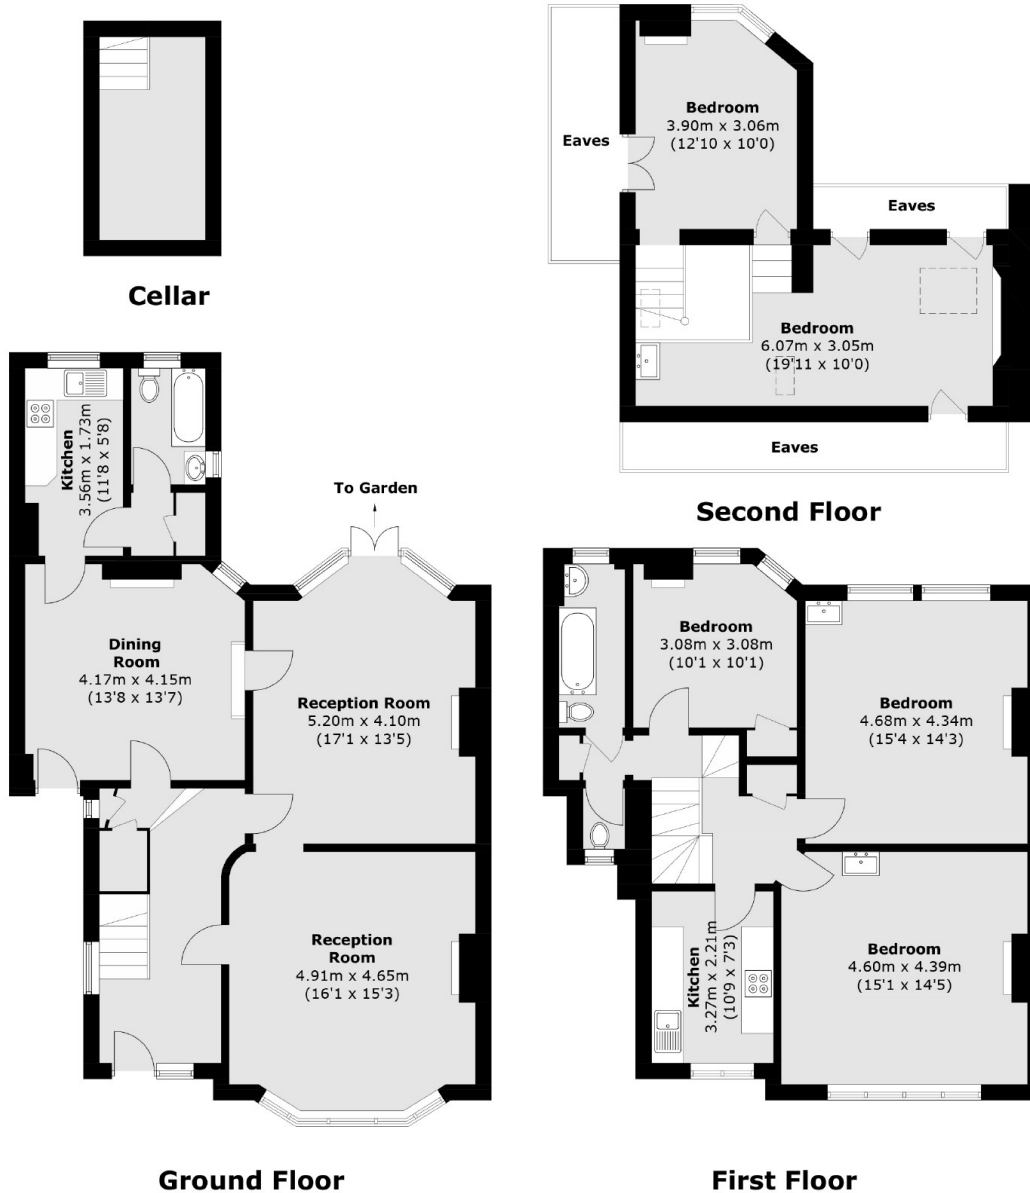 Cellar
Eaves
Bedroom
3.90m x 3.06m
(12'10 x 10'0)
Eaves
Bedroom
6.07m x 3.05m
(19'11 x 10'0)
Eaves
Second Floor
Kitchen
3.56m x 1.73m
(11'8 x 5'8)
To Garden
Dining
Room
4.17m x 4.15m
(13'8 x 13'7)
Reception Room
5.20m x 4.10m
(17'1 x 13'5)
Reception
Room
4.91m x 4.65m
(16'1 x 15'3)
Ground Floor
Bedroom
3.08m x 3.08m
(10'1 x 10'1)
Bedroom
4.68m x 4.34m
(15'4 x 14'3)
Kitchen
3.27m x 2.21m
(10'9 x 7'3)
Bedroom
4.60m x 4.39m
(15'1 x 14'5)
First Floor